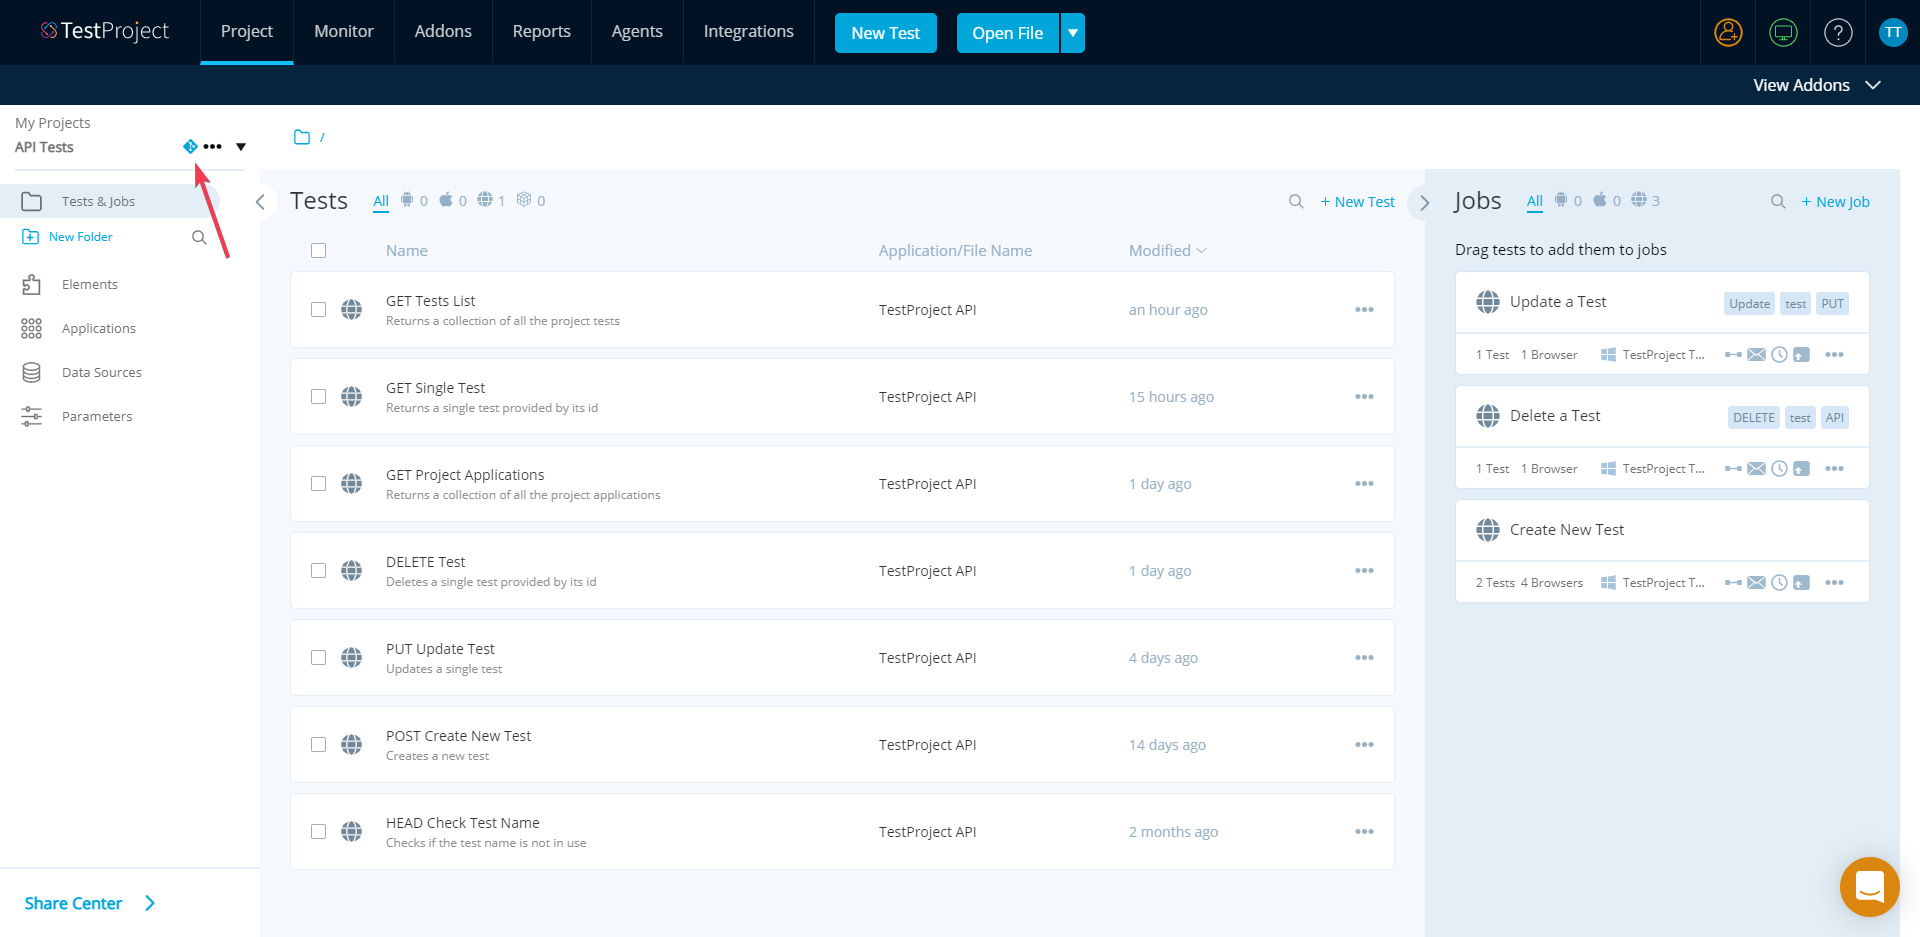 TestProject
Project Monitor Addons Reports Agents Integrations New Test Open File ? TT
View Addons
My Projects
API Tests
Tests & Jobs
New Folder
Elements
Applications
Data Sources
Parameters
Share Center
/
Tests All 0 0 1 0 + New Test
Name Application/File Name Modified
GET Tests List
Returns a collection of all the project tests
TestProject API an hour ago
GET Single Test
Returns a single test provided by its id
TestProject API 15 hours ago
GET Project Applications
Returns a collection of all the project applications
TestProject API 1 day ago
DELETE Test
Deletes a single test provided by its id
TestProject API 1 day ago
PUT Update Test
Updates a single test
TestProject API 4 days ago
POST Create New Test
Creates a new test
TestProject API 14 days ago
HEAD Check Test Name
Checks if the test name is not in use
TestProject API 2 months ago
Jobs All 0 0 3 + New Job
Drag tests to add them to jobs
Update a Test Update test PUT
1 Test 1 Browser TestProject T...
Delete a Test DELETE test API
1 Test 1 Browser TestProject T...
Create New Test
2 Tests 4 Browsers TestProject T...